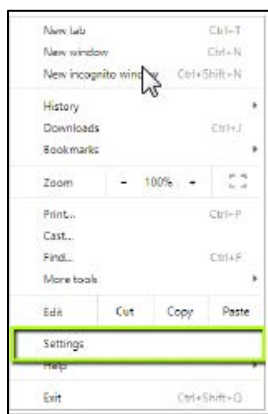 New tab Ctrl+T
New window Ctrl+N
New incognito window Ctrl+Shift+N
History
Downloads Ctrl+J
Bookmarks
Zoom - 100% +
Print... Ctrl+P
Cast...
Find... Ctrl+F
More tools
Edit Cut Copy Paste
Settings
Help
Exit Ctrl+Shift+Q